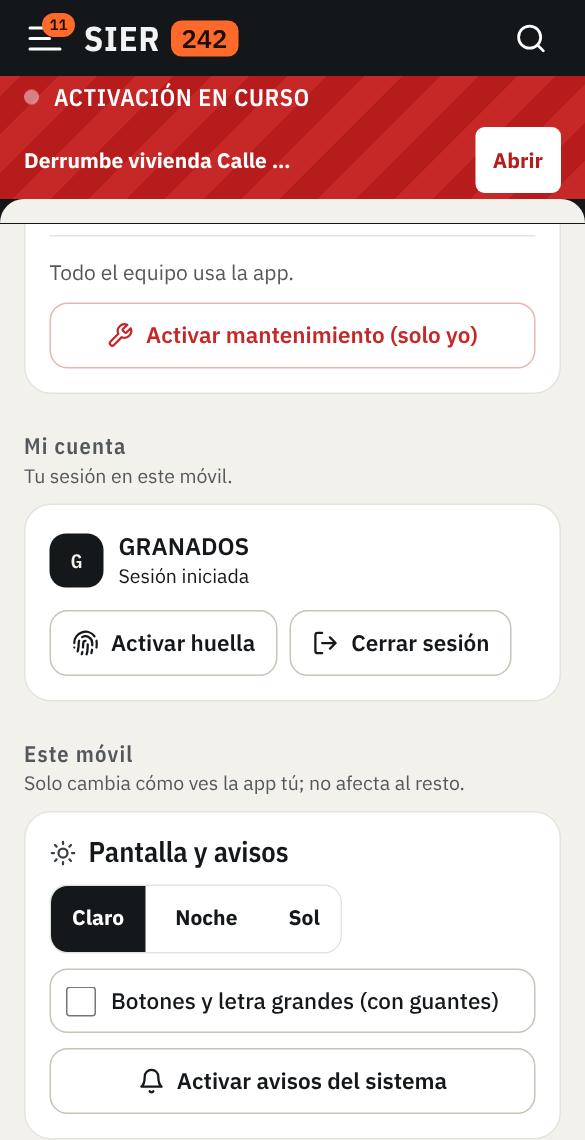 11
SIER 242
ACTIVACIÓN EN CURSO
Derrumbe vivienda Calle ...
Abrir
Todo el equipo usa la app.
Activar mantenimiento (solo yo)
Mi cuenta
Tu sesión en este móvil.
G
GRANADOS
Sesión iniciada
Activar huella
Cerrar sesión
Este móvil
Solo cambia cómo ves la app tú; no afecta al resto.
Pantalla y avisos
Claro Noche Sol
Botones y letra grandes (con guantes)
Activar avisos del sistema